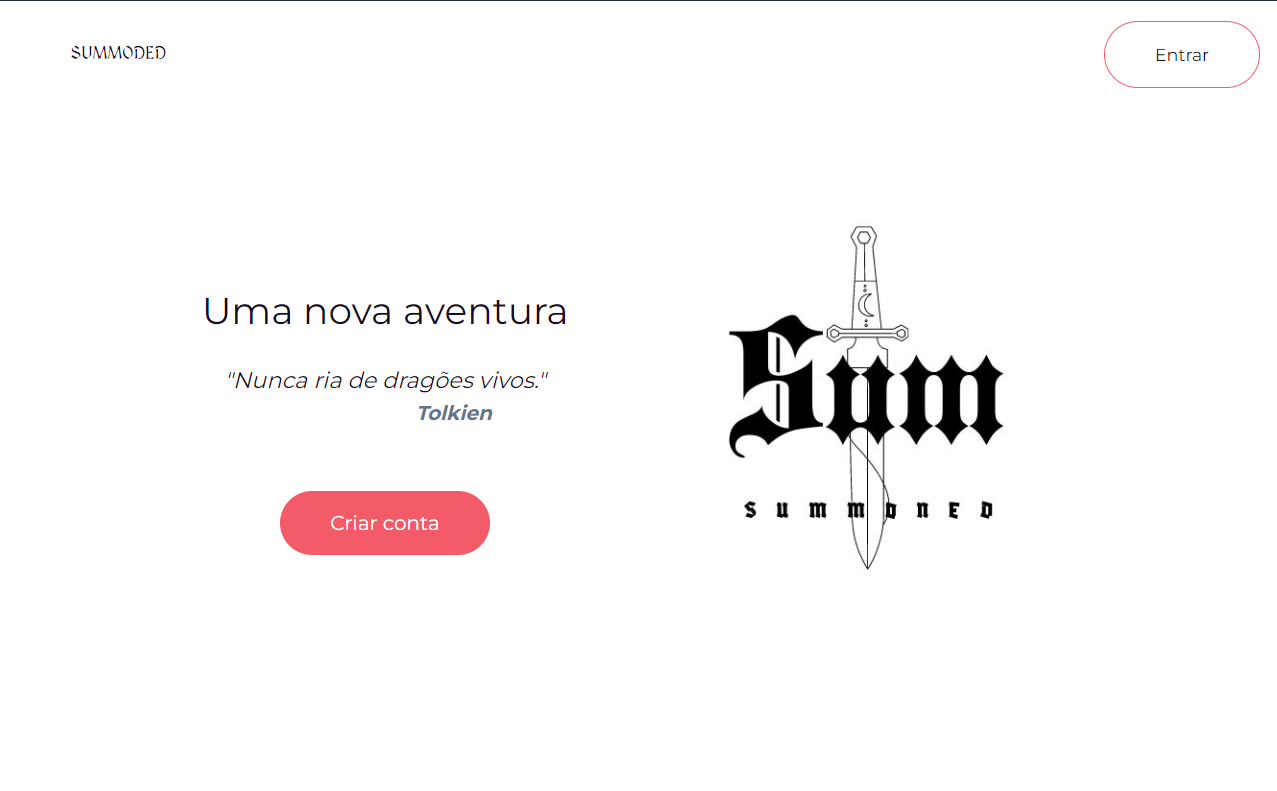 SUMMODED
Entrar
Uma nova aventura
"Nunca ria de dragões vivos."
Tolkien
Criar conta
Sum
SUMMONED